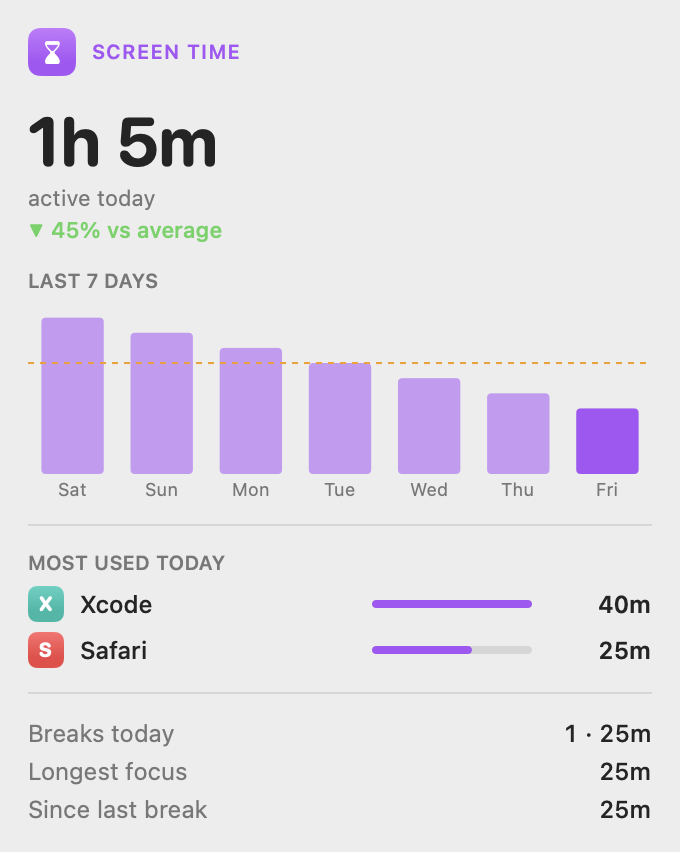 SCREEN TIME
1h 5m
active today
▼ 45% vs average
LAST 7 DAYS
Sat Sun Mon Tue Wed Thu Fri
MOST USED TODAY
X Xcode 40m
S Safari 25m
Breaks today 1 · 25m
Longest focus 25m
Since last break 25m